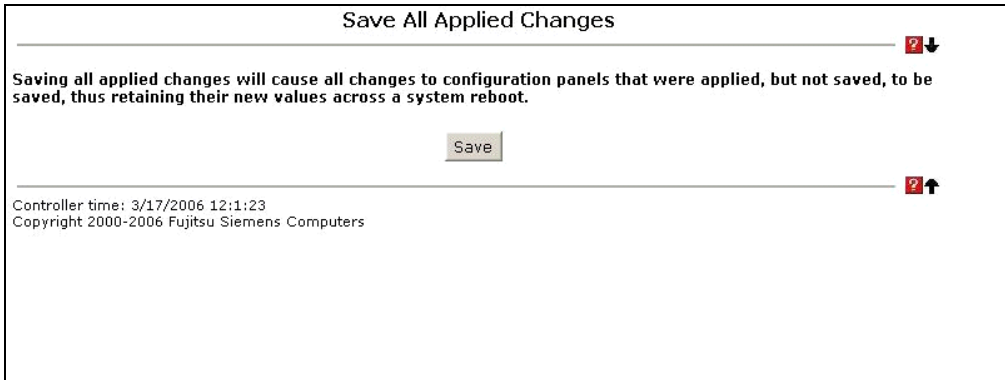 Save All Applied Changes
?
Saving all applied changes will cause all changes to configuration panels that were applied, but not saved, to be
saved, thus retaining their new values across a system reboot.
Save
?
Controller time: 3/17/2006 12:1:23
Copyright 2000-2006 Fujitsu Siemens Computers